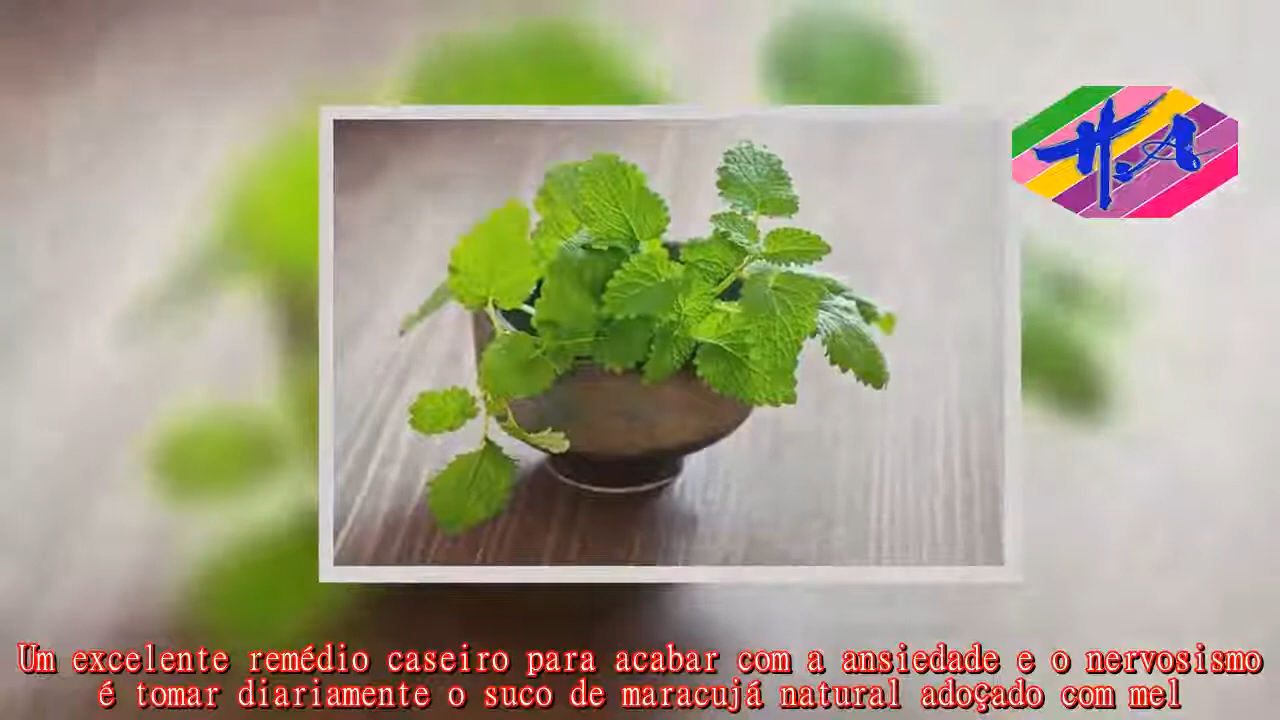 H.A
Um excelente remédio caseiro para acabar com a ansiedade e o nervosismo
é tomar diariamente o suco de maracujá natural adoçado com mel